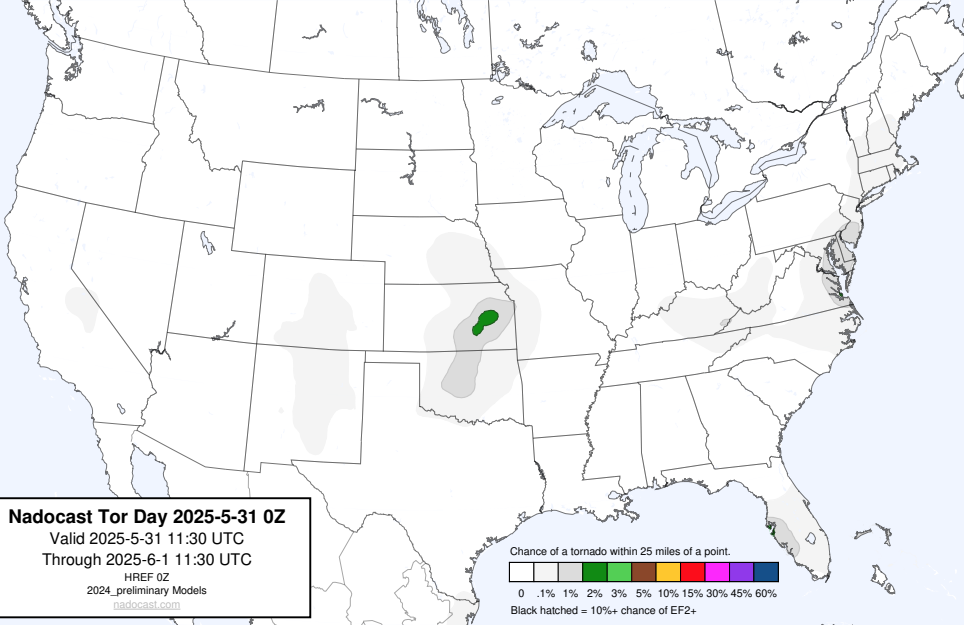 Nadocast Tor Day 2025-5-31 0Z
Valid 2025-5-31 11:30 UTC
Through 2025-6-1 11:30 UTC
HREF 0Z
2024_preliminary Models
nadocast.com
Chance of a tornado within 25 miles of a point.
0 .1% 1% 2% 3% 5% 10% 15% 30% 45% 60%
Black hatched = 10%+ chance of EF2+